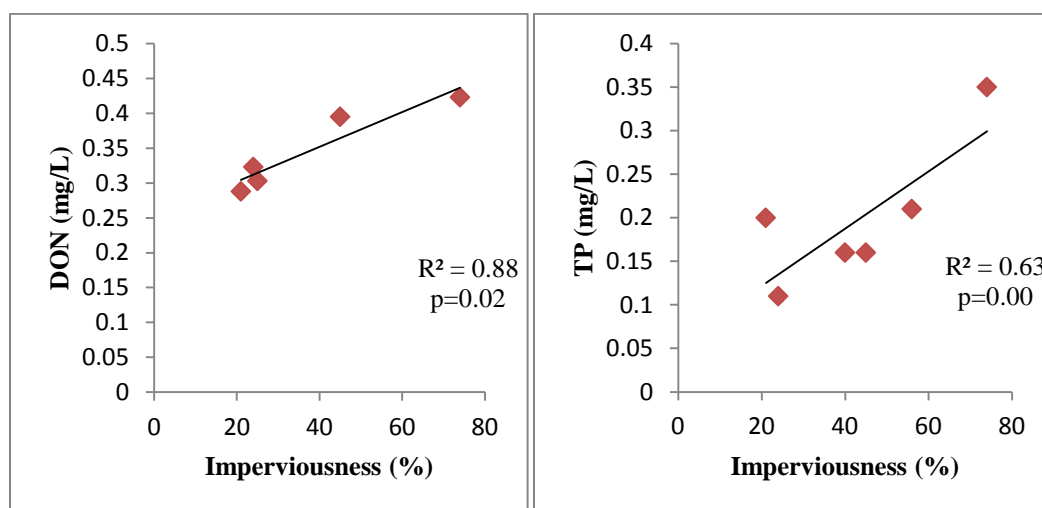 0.5
0.45
0.4
0.35
0.3
0.25
0.2
0.15
0.1
0.05
0
DON (mg/L)
R² = 0.88
p=0.02
0 20 40 60 80
Imperviousness (%)
0.4
0.35
0.3
0.25
0.2
0.15
0.1
0.05
0
TP (mg/L)
R² = 0.63
p=0.00
0 20 40 60 80
Imperviousness (%)